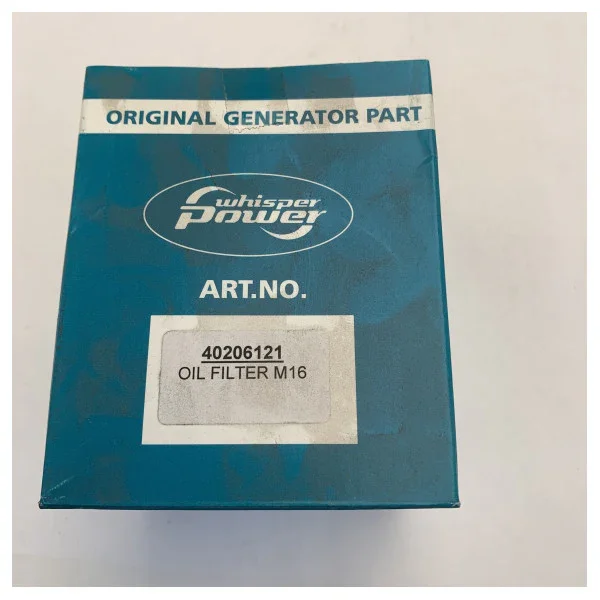 ORIGINAL GENERATOR PART
whisper
power
ART.NO.
40206121
OIL FILTER M16